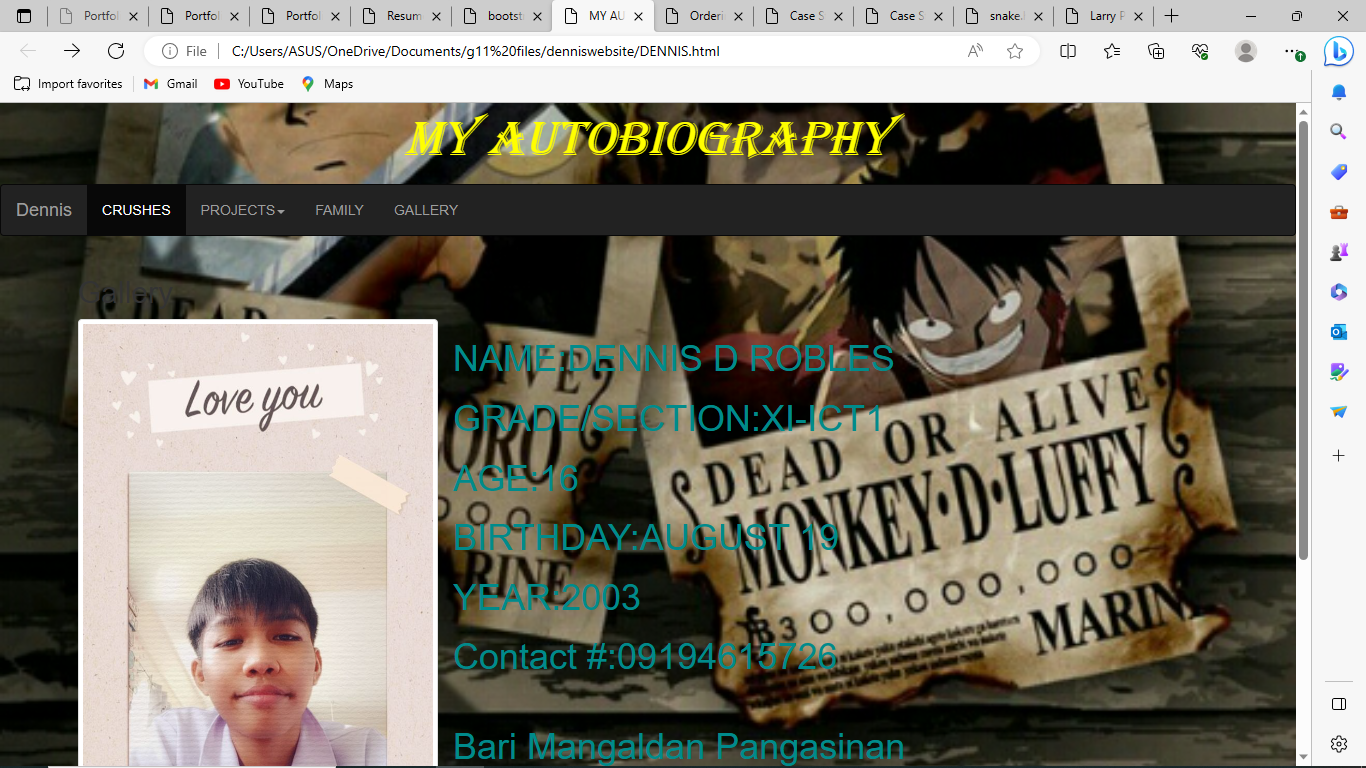 Portfol
Portfol
Portfol
Resum
bootst
MY AU
Orderi
Case S
Case S
snake.
Larry P
File
C:/Users/ASUS/OneDrive/Documents/g11%20files/denniswebsite/DENNIS.html
Import favorites
Gmail
YouTube
Maps
MY AUTOBIOGRAPHY
Dennis
CRUSHES
PROJECTS
FAMILY
GALLERY
Gallery
Love you
NAME:DENNIS D ROBLES
GRADE/SECTION:XI-ICT1
AGE:16
BIRTHDAY:AUGUST 19
YEAR:2003
Contact #:09194615726
Bari Mangaldan Pangasinan
DEAD OR ALIVE
MONKEY•D•LUFFY
฿300,000,000
MARINE